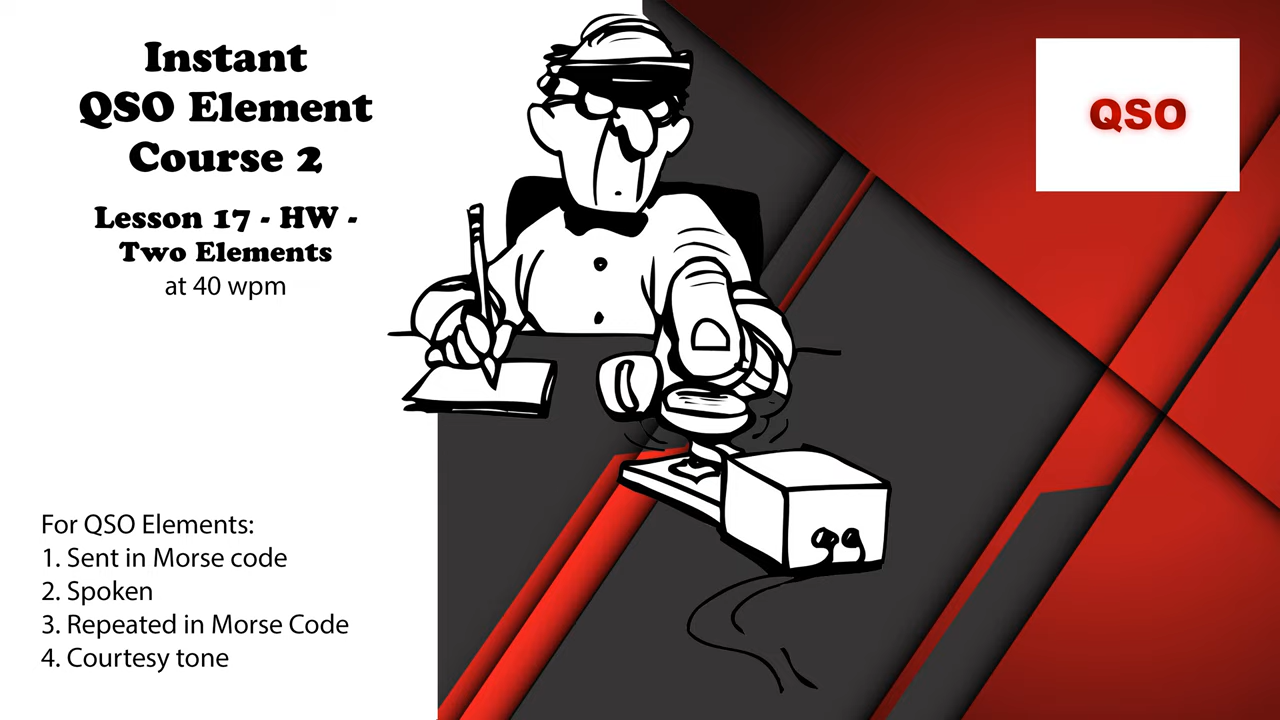 Instant
QSO Element
Course 2
Lesson 17 - HW -
Two Elements
at 40 wpm
QSO
For QSO Elements:
1. Sent in Morse code
2. Spoken
3. Repeated in Morse Code
4. Courtesy tone